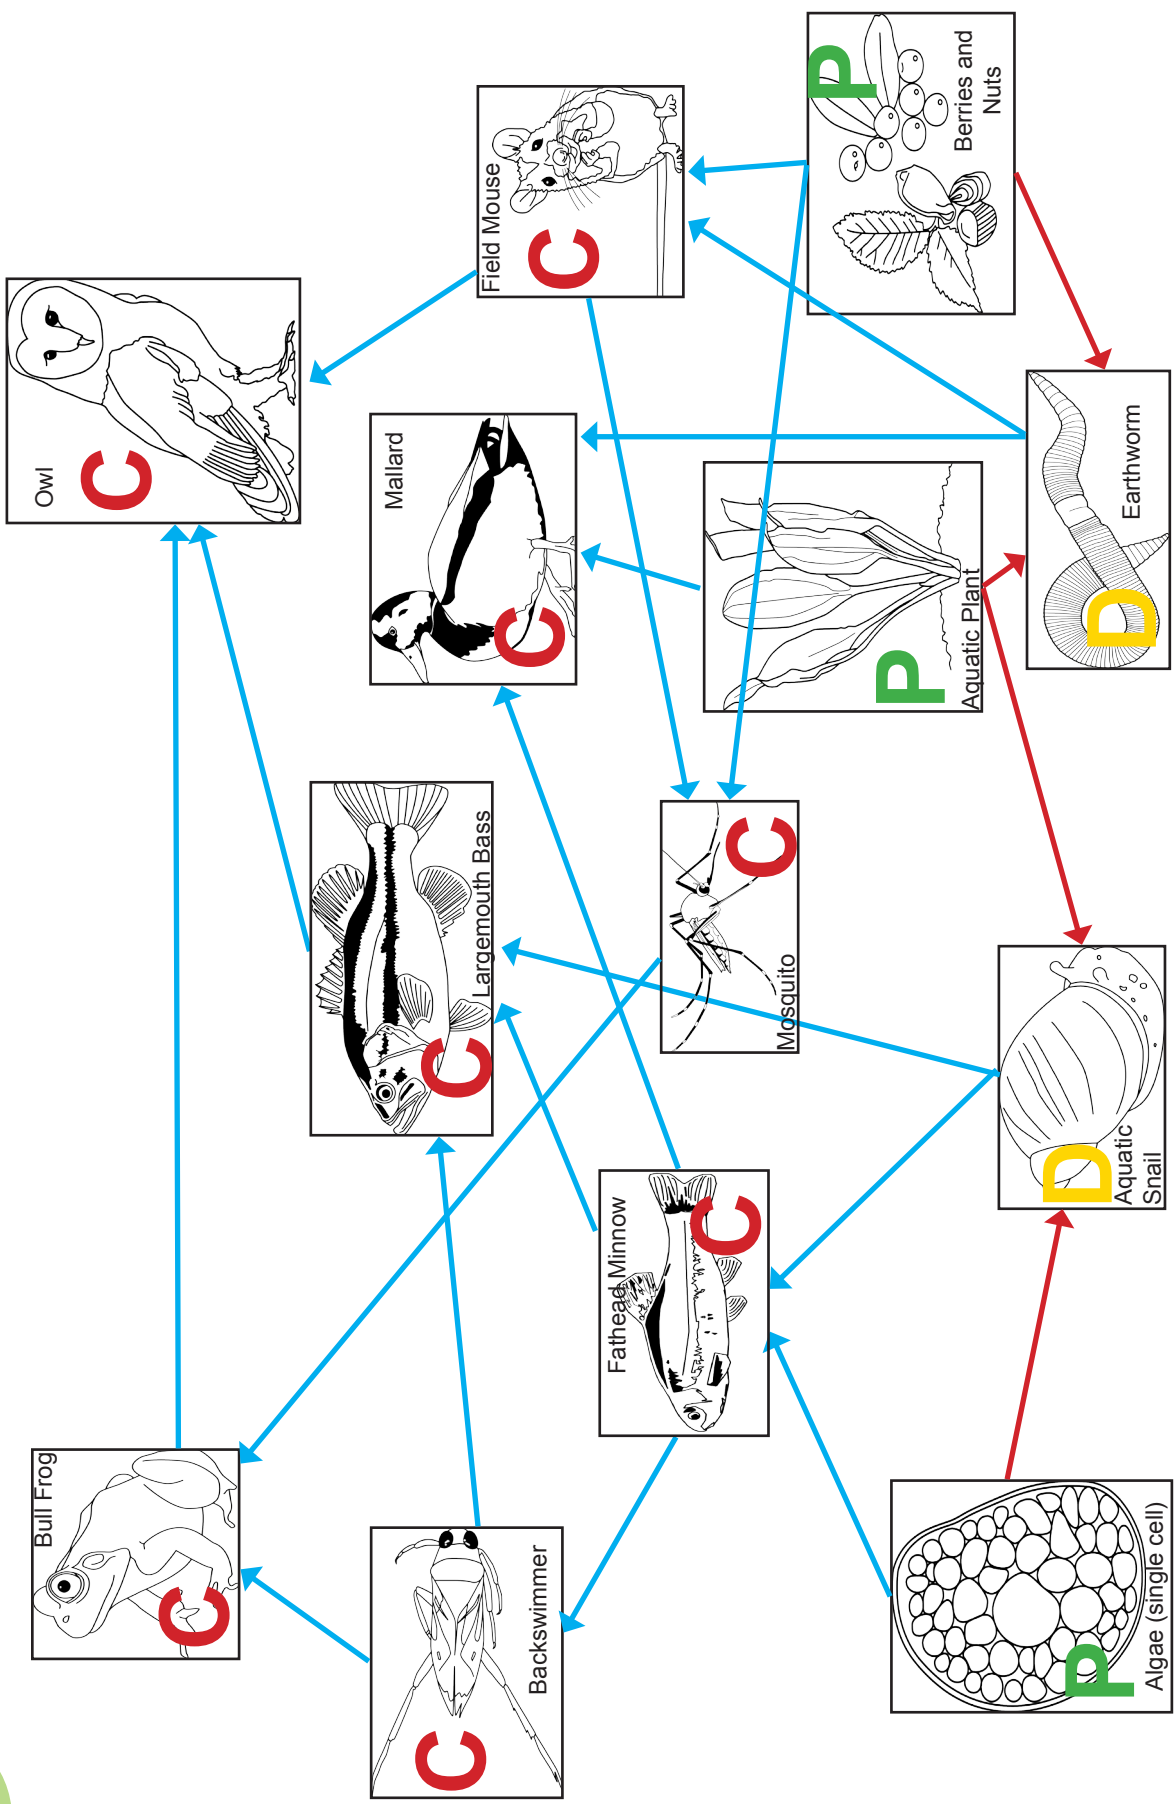 Bull Frog
C
Owl
C
C
Backswimmer
Largemouth Bass
C
Mallard
C
Field Mouse
C
Fathead Minnow
C
Mosquito
C
P
Aquatic Plant
P
Berries and
Nuts
P
Algae (single cell)
D
Aquatic
Snail
D
Earthworm